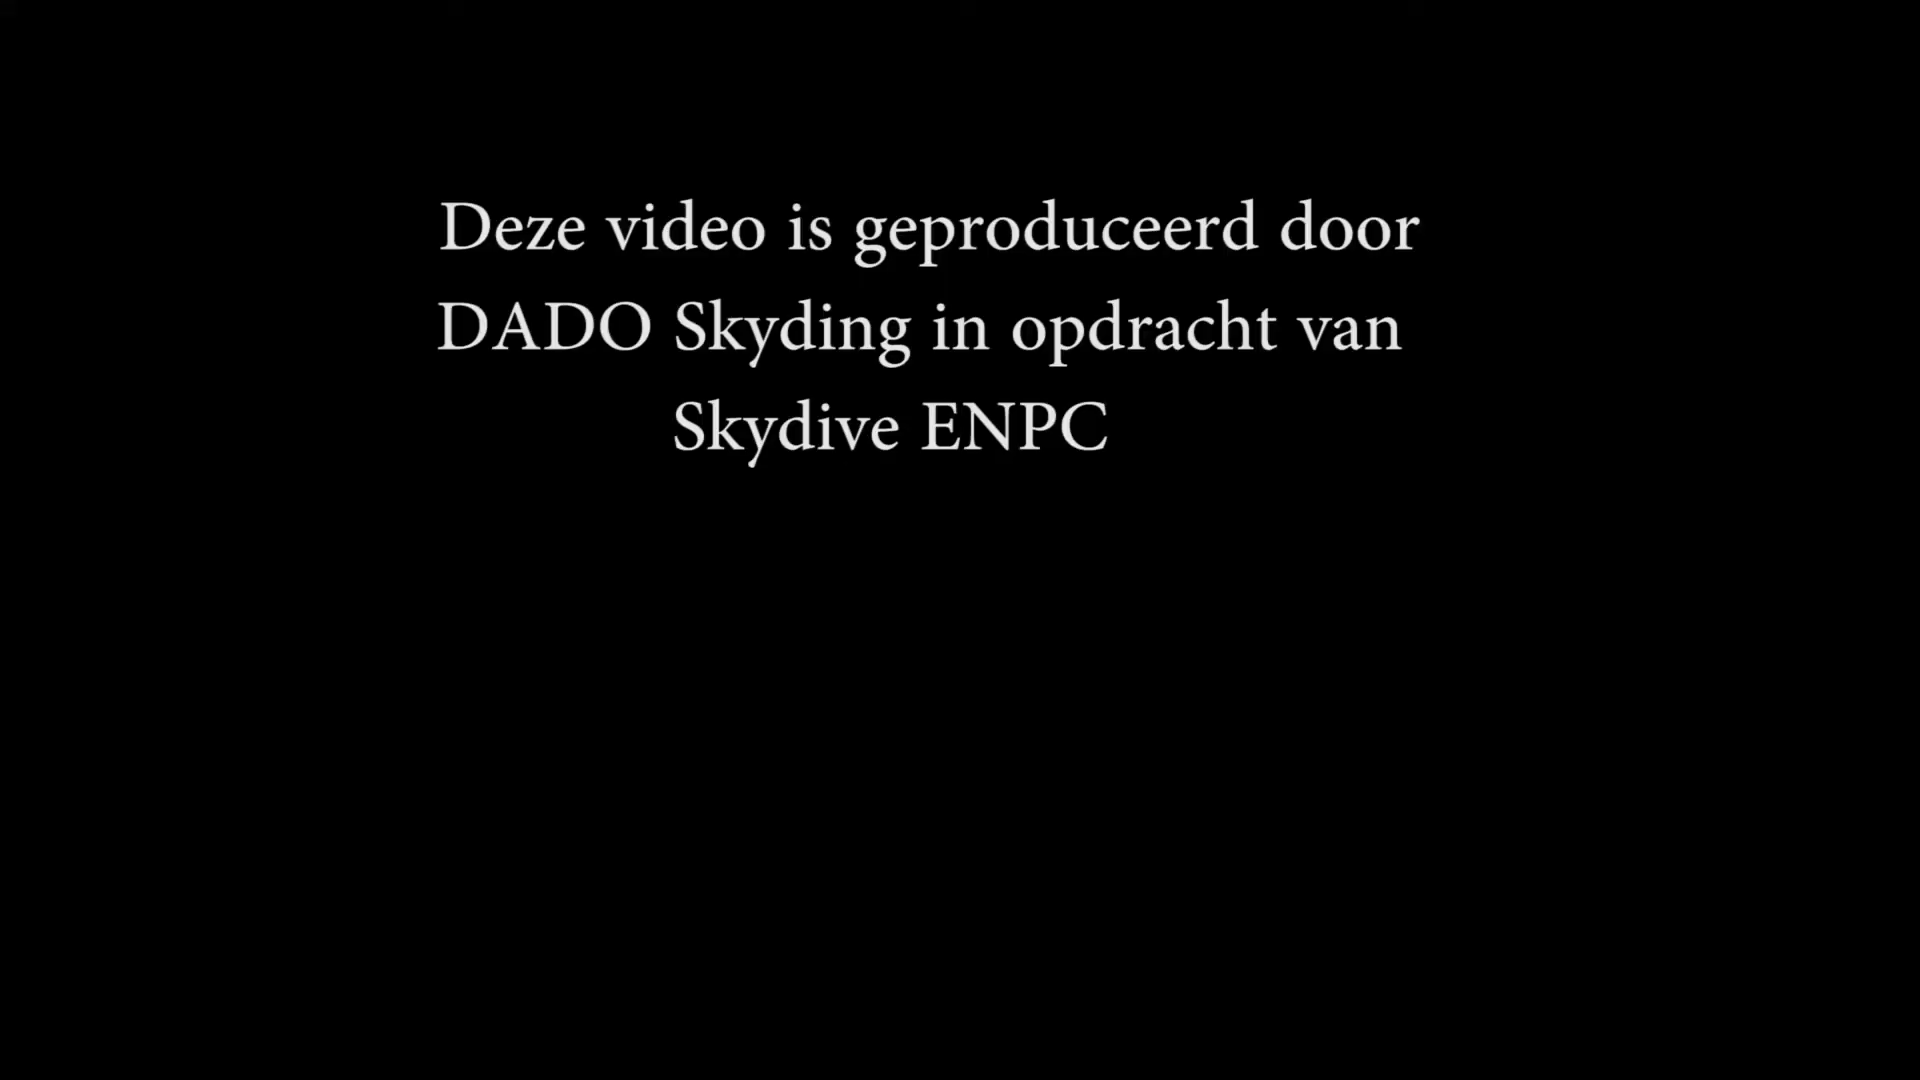 Deze video is geproduceerd door
DADO Skyding in opdracht van
Skydive ENPC